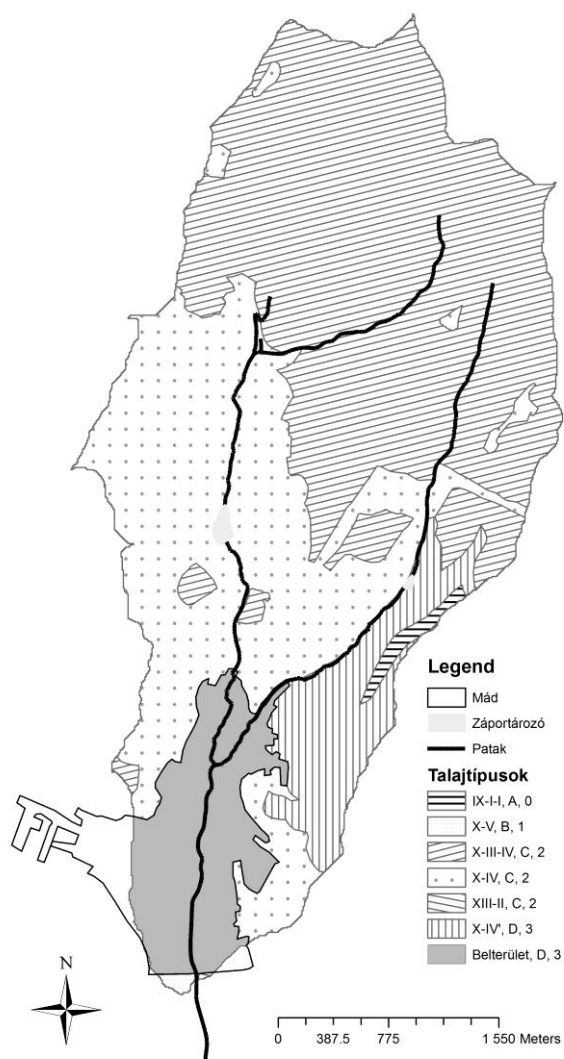 Legend
Mád
Záportározó
Patak
Talajtípusok
IX-I-I, A, 0
X-V, B, 1
X-III-IV, C, 2
X-IV, C, 2
XIII-II, C, 2
X-IV', D, 3
Belterület, D, 3
N
0 387.5 775 1 550 Meters